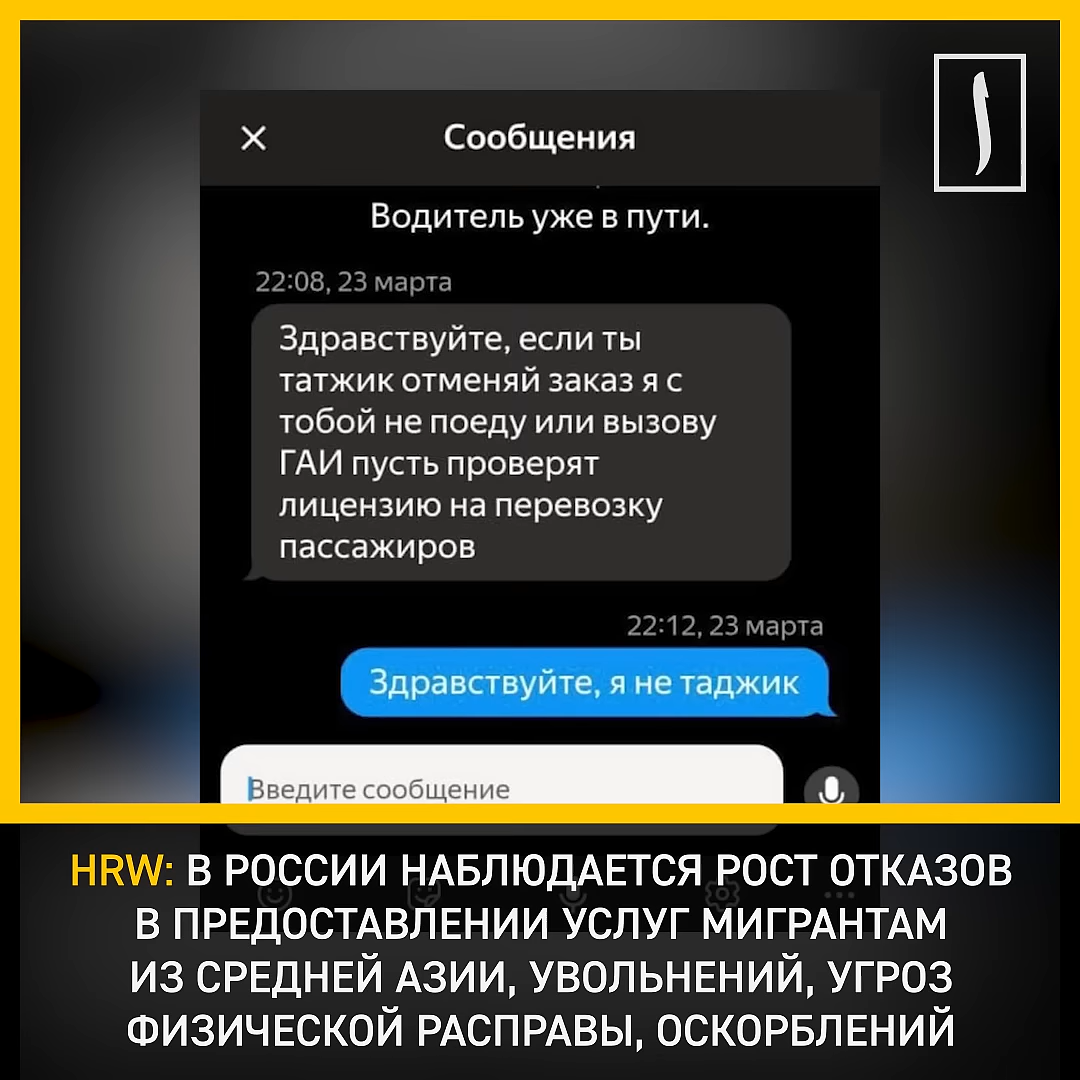 Сообщения
Водитель уже в пути.
22:08, 23 марта
Здравствуйте, если ты
татжик отменяй заказ я с
тобой не поеду или вызову
ГАИ пусть проверят
лицензию на перевозку
пассажиров
22:12, 23 марта
Здравствуйте, я не таджик
Введите сообщение
HRW: В РОССИИ НАБЛЮДАЕТСЯ РОСТ ОТКАЗОВ
В ПРЕДОСТАВЛЕНИИ УСЛУГ МИГРАНТАМ
ИЗ СРЕДНЕЙ АЗИИ, УВОЛЬНЕНИЙ, УГРОЗ
ФИЗИЧЕСКОЙ РАСПРАВЫ, ОСКОРБЛЕНИЙ